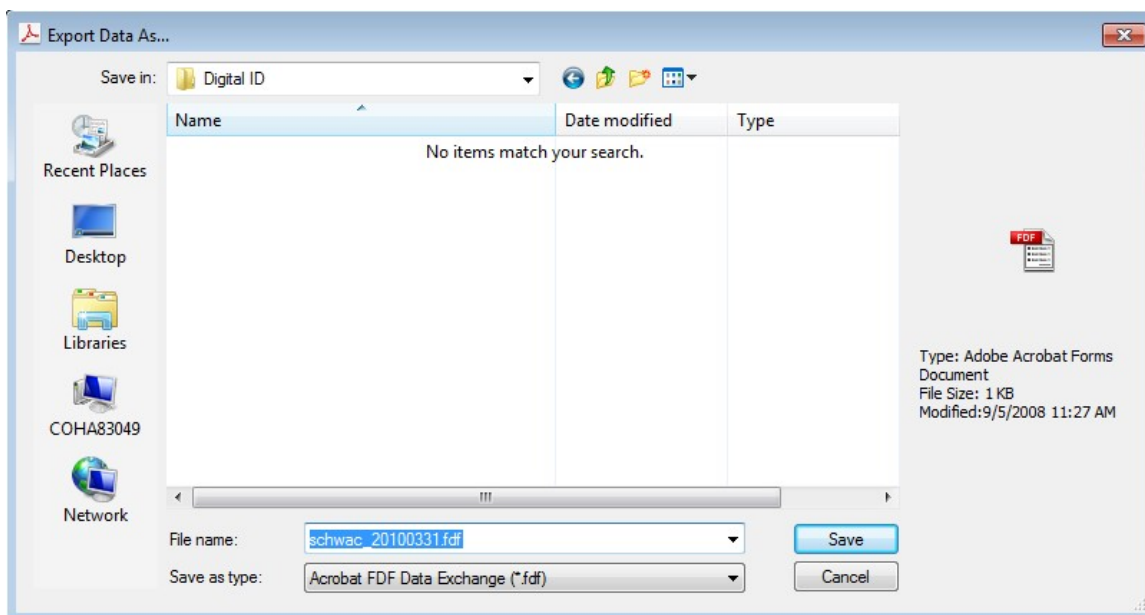 Export Data As...
Save in: Digital ID
Name Date modified Type
No items match your search.
Recent Places
Desktop
Libraries
COHA83049
Network
FDF
Type: Adobe Acrobat Forms
Document
File Size: 1 KB
Modified:9/5/2008 11:27 AM
File name: schwac_20100331.fdf Save
Save as type: Acrobat FDF Data Exchange (*.fdf) Cancel